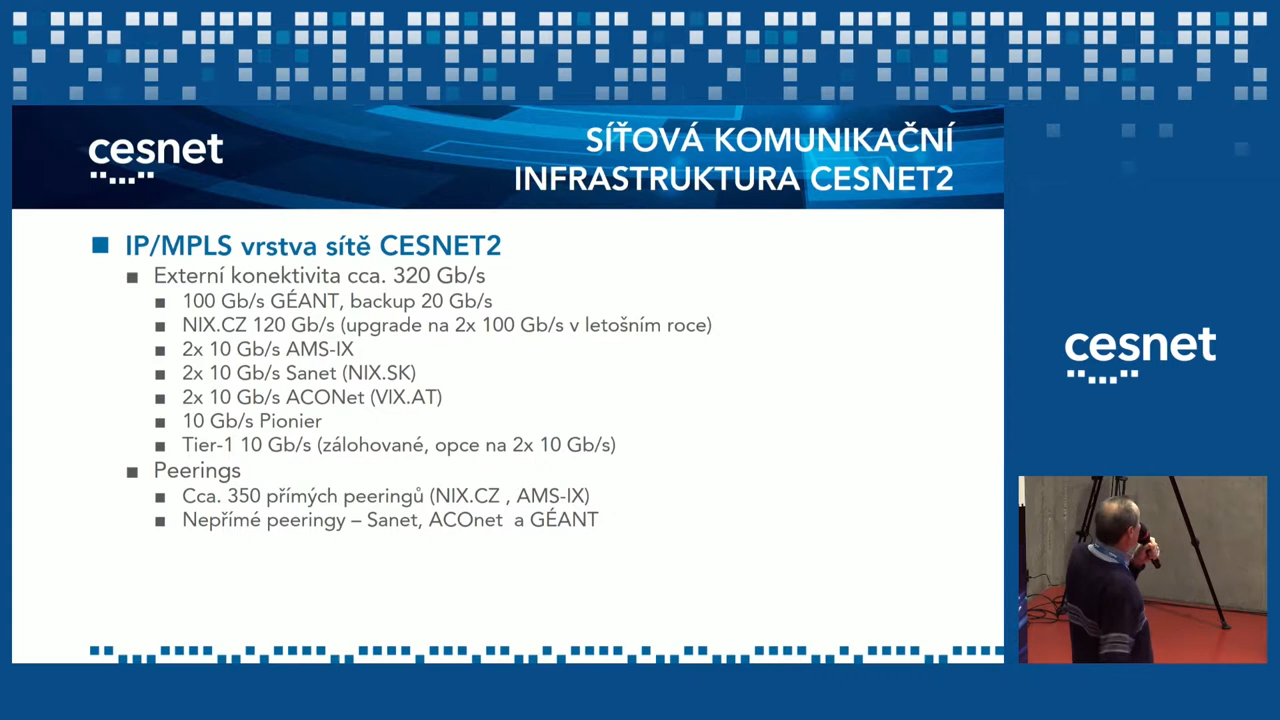 cesnet
SÍŤOVÁ KOMUNIKAČNÍ
INFRASTRUKTURA CESNET2
IP/MPLS vrstva sítě CESNET2
Externí konektivita cca. 320 Gb/s
100 Gb/s GÉANT, backup 20 Gb/s
NIX.CZ 120 Gb/s (upgrade na 2x 100 Gb/s v letošním roce)
2x 10 Gb/s AMS-IX
2x 10 Gb/s Sanet (NIX.SK)
2x 10 Gb/s ACONet (VIX.AT)
10 Gb/s Pionier
Tier-1 10 Gb/s (zálohované, opce na 2x 10 Gb/s)
Peerings
Cca. 350 přímých peeringů (NIX.CZ , AMS-IX)
Nepřímé peeringy – Sanet, ACOnet a GÉANT
cesnet